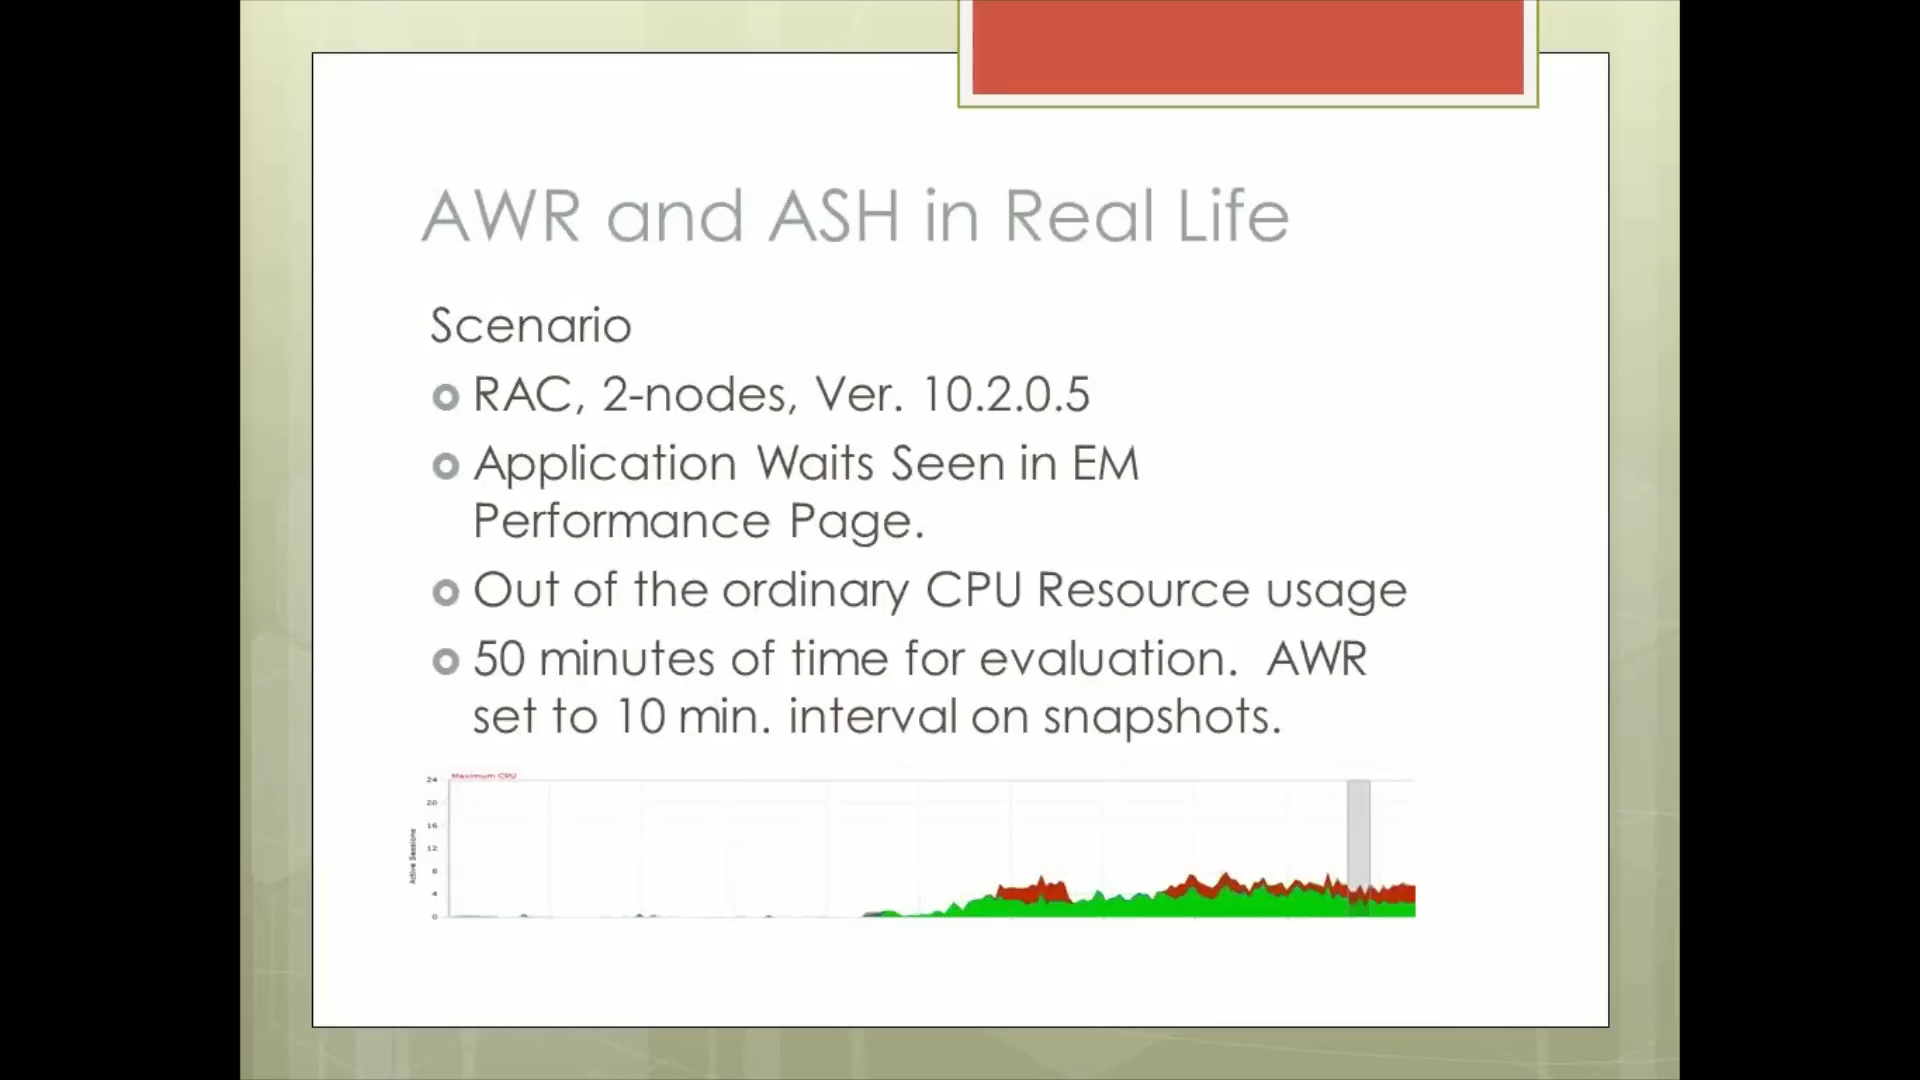 AWR and ASH in Real Life
Scenario
RAC, 2-nodes, Ver. 10.2.0.5
Application Waits Seen in EM
Performance Page.
Out of the ordinary CPU Resource usage
50 minutes of time for evaluation.  AWR
set to 10 min. interval on snapshots.
Maximum CPU
24
20
16
12
8
4
0
Active Sessions